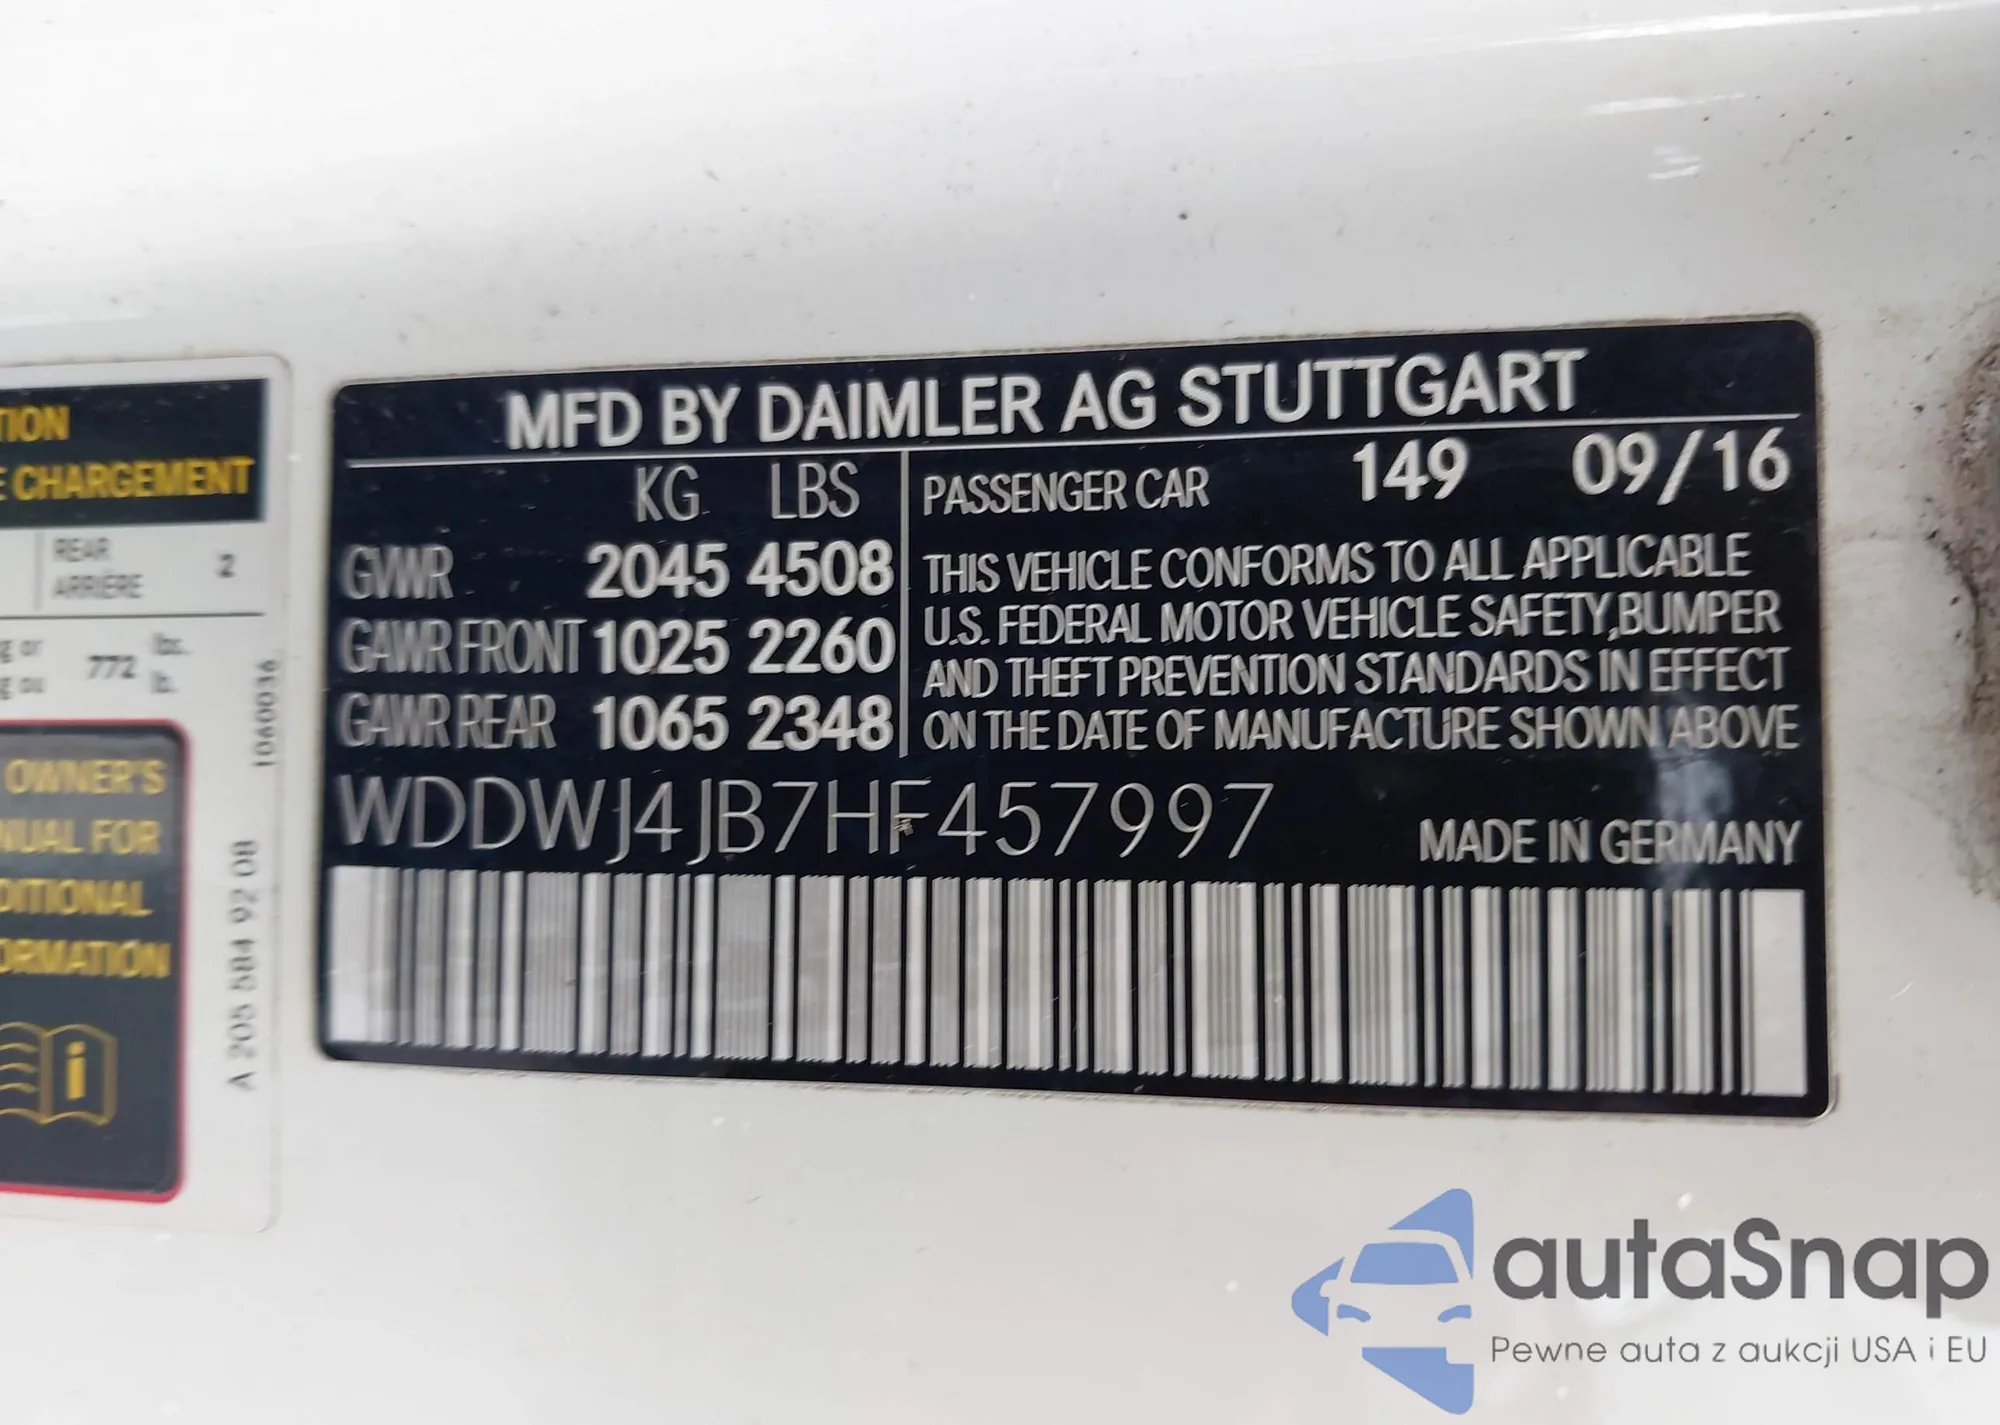 TION
E CHARGEMENT
REAR
ARRIÈRE
2
772
lbs.
lb.
1060036
OWNER'S
NUAL FOR
DITIONAL
ORMATION
i
A 205 584 92 08
MFD BY DAIMLER AG STUTTGART
KG LBS
GVWR 2045 4508
GAWR FRONT 1025 2260
GAWR REAR 1065 2348
PASSENGER CAR 149 09/16
THIS VEHICLE CONFORMS TO ALL APPLICABLE
U.S. FEDERAL MOTOR VEHICLE SAFETY, BUMPER
AND THEFT PREVENTION STANDARDS IN EFFECT
ON THE DATE OF MANUFACTURE SHOWN ABOVE
WDDWJ4JB7HF457997
MADE IN GERMANY
autaSnap
Pewne auta z aukcji USA i EU